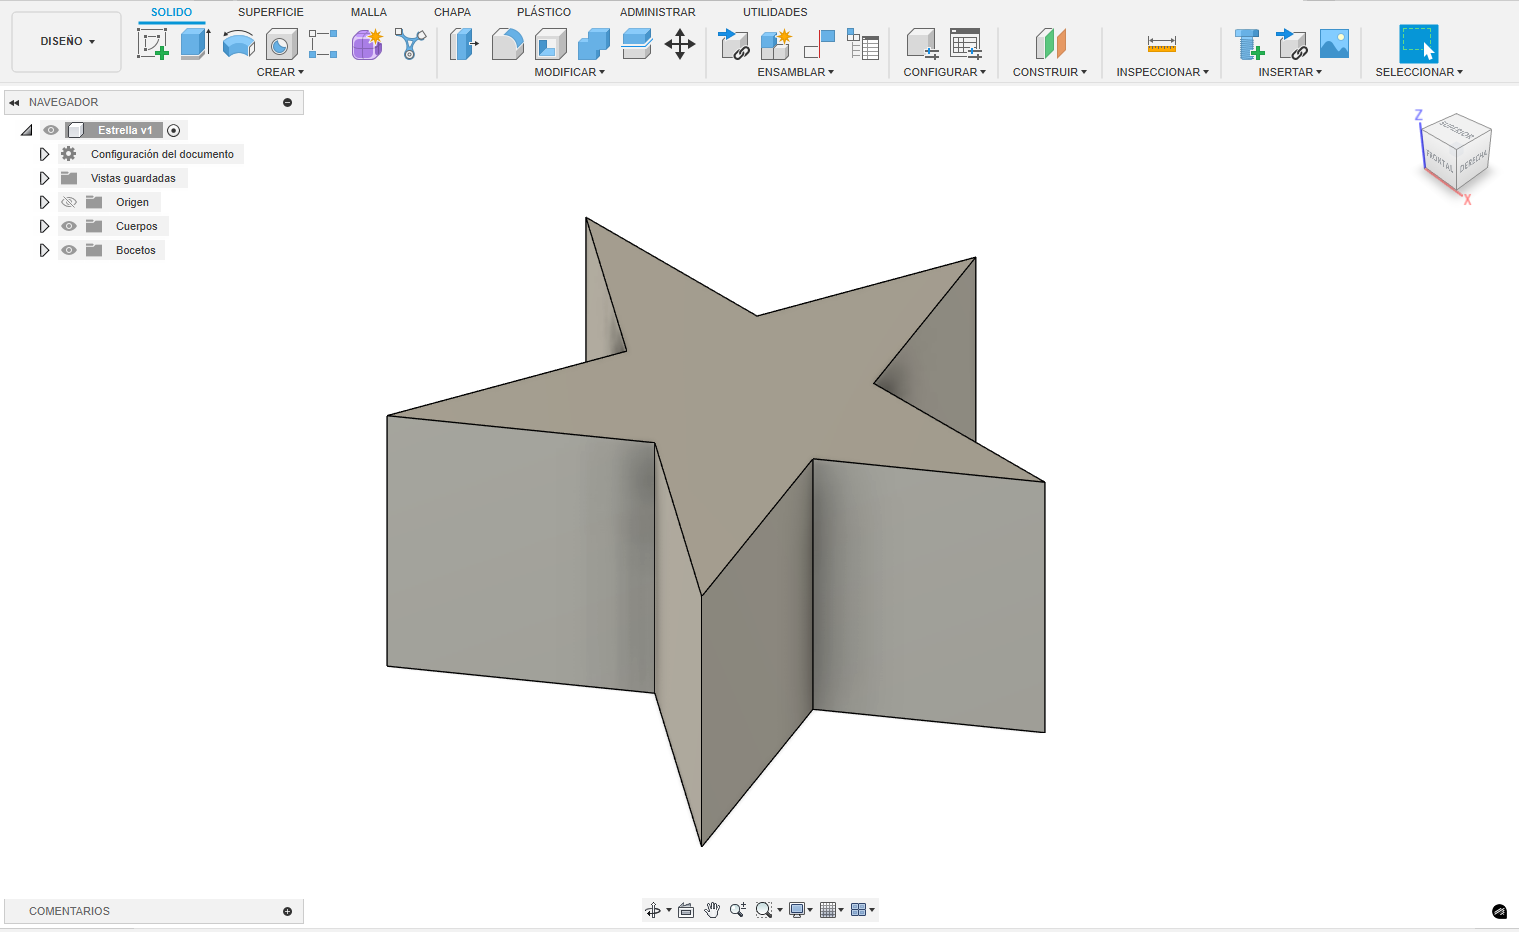 SOLIDO SUPERFICIE MALLA CHAPA PLÁSTICO ADMINISTRAR UTILIDADES
DISEÑO
CREAR MODIFICAR ENSAMBLAR CONFIGURAR CONSTRUIR INSPECCIONAR INSERTAR SELECCIONAR
NAVEGADOR
Estrella v1
Configuración del documento
Vistas guardadas
Origen
Cuerpos
Bocetos
Z
SUPERIOR
FRONTAL DERECHA
X
COMENTARIOS